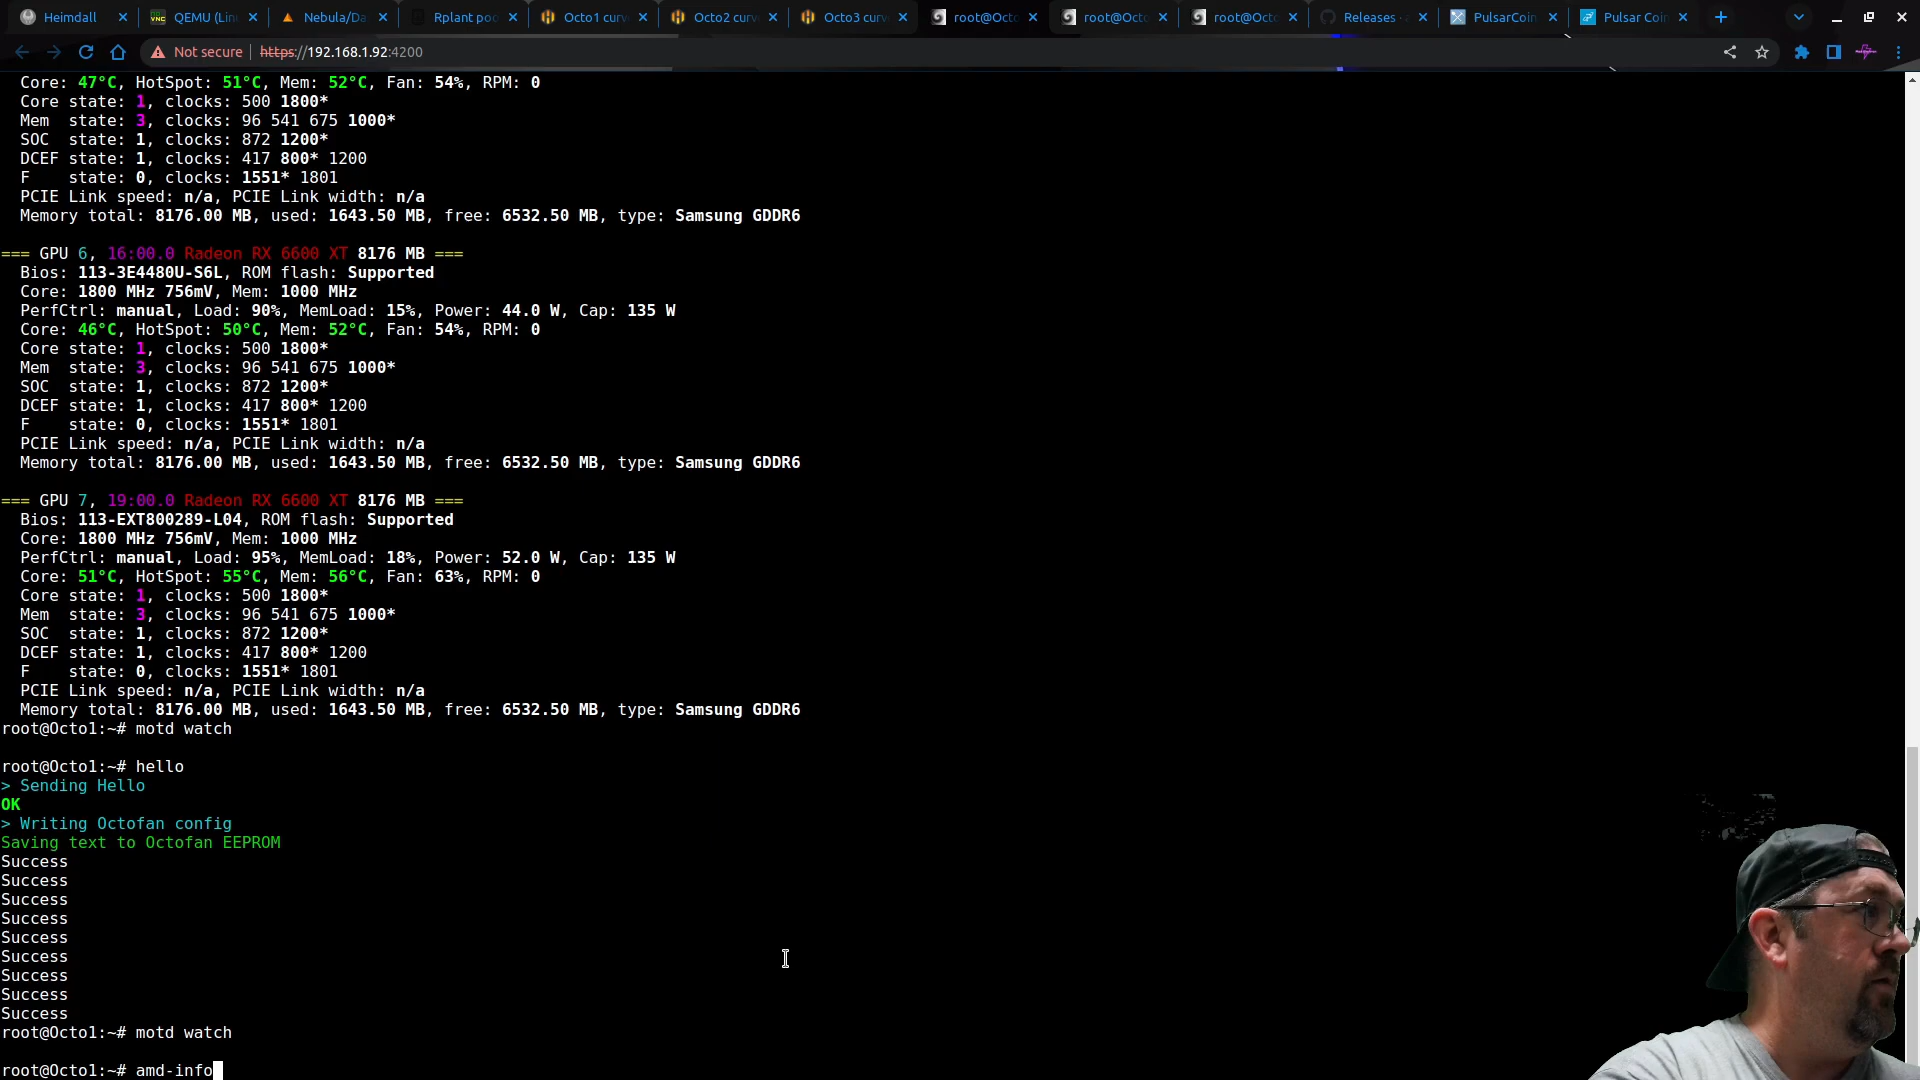 Heimdall
QEMU (Lin
Nebula/Da
Rplant poo
Octo1 curv
Octo2 curv
Octo3 curv
root@Octo
root@Octo
root@Octo
Releases ·
PulsarCoin
Pulsar Coin
Not secure https://192.168.1.92:4200
Core: 47°C, HotSpot: 51°C, Mem: 52°C, Fan: 54%, RPM: 0
Core state: 1, clocks: 500 1800*
Mem  state: 3, clocks: 96 541 675 1000*
SOC  state: 1, clocks: 872 1200*
DCEF state: 1, clocks: 417 800* 1200
F    state: 0, clocks: 1551* 1801
PCIE Link speed: n/a, PCIE Link width: n/a
Memory total: 8176.00 MB, used: 1643.50 MB, free: 6532.50 MB, type: Samsung GDDR6
=== GPU 6, 16:00.0 Radeon RX 6600 XT 8176 MB ===
Bios: 113-3E4480U-S6L, ROM flash: Supported
Core: 1800 MHz 756mV, Mem: 1000 MHz
PerfCtrl: manual, Load: 90%, MemLoad: 15%, Power: 44.0 W, Cap: 135 W
Core: 46°C, HotSpot: 50°C, Mem: 52°C, Fan: 54%, RPM: 0
Core state: 1, clocks: 500 1800*
Mem  state: 3, clocks: 96 541 675 1000*
SOC  state: 1, clocks: 872 1200*
DCEF state: 1, clocks: 417 800* 1200
F    state: 0, clocks: 1551* 1801
PCIE Link speed: n/a, PCIE Link width: n/a
Memory total: 8176.00 MB, used: 1643.50 MB, free: 6532.50 MB, type: Samsung GDDR6
=== GPU 7, 19:00.0 Radeon RX 6600 XT 8176 MB ===
Bios: 113-EXT800289-L04, ROM flash: Supported
Core: 1800 MHz 756mV, Mem: 1000 MHz
PerfCtrl: manual, Load: 95%, MemLoad: 18%, Power: 52.0 W, Cap: 135 W
Core: 51°C, HotSpot: 55°C, Mem: 56°C, Fan: 63%, RPM: 0
Core state: 1, clocks: 500 1800*
Mem  state: 3, clocks: 96 541 675 1000*
SOC  state: 1, clocks: 872 1200*
DCEF state: 1, clocks: 417 800* 1200
F    state: 0, clocks: 1551* 1801
PCIE Link speed: n/a, PCIE Link width: n/a
Memory total: 8176.00 MB, used: 1643.50 MB, free: 6532.50 MB, type: Samsung GDDR6
root@Octo1:~# motd watch
root@Octo1:~# hello
> Sending Hello
OK
> Writing Octofan config
Saving text to Octofan EEPROM
Success
Success
Success
Success
Success
Success
Success
Success
Success
root@Octo1:~# motd watch
root@Octo1:~# amd-info